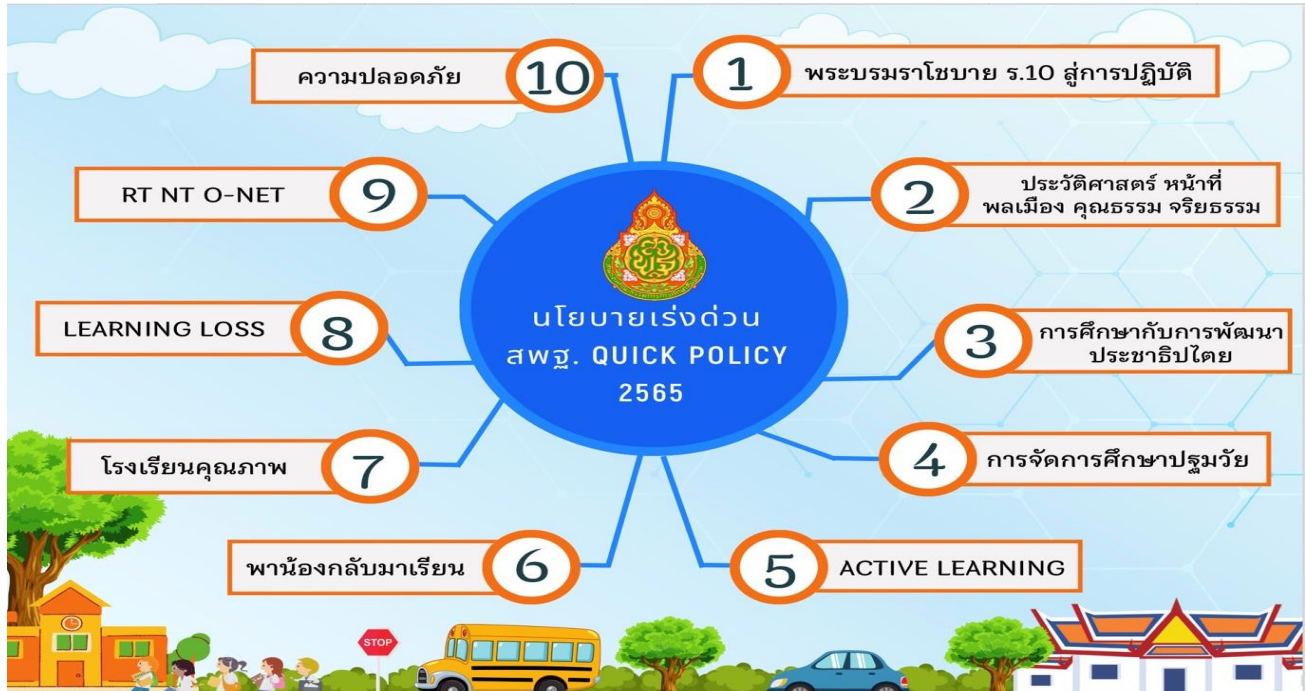 นโยบายเร่งด่วน
สพฐ. QUICK POLICY
2565
1
พระบรมราโชบาย ร.10 สู่การปฏิบัติ
2
ประวัติศาสตร์ หน้าที่
พลเมือง คุณธรรม จริยธรรม
3
การศึกษากับการพัฒนา
ประชาธิปไตย
4
การจัดการศึกษาปฐมวัย
5
ACTIVE LEARNING
6
พาน้องกลับมาเรียน
7
โรงเรียนคุณภาพ
8
LEARNING LOSS
9
RT NT O-NET
10
ความปลอดภัย
STOP